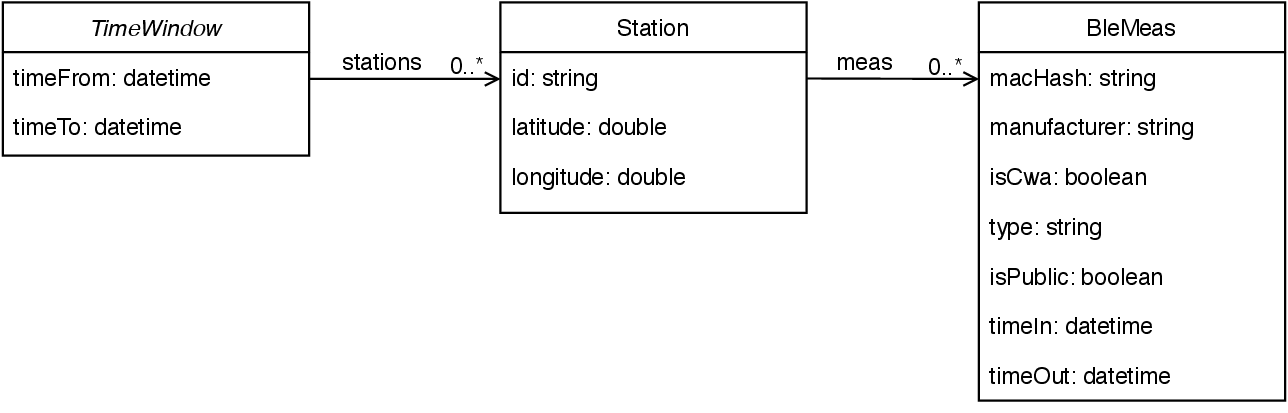 TimeWindow
timeFrom: datetime
timeTo: datetime
stations
0..*
Station
id: string
latitude: double
longitude: double
meas
0..*
BleMeas
macHash: string
manufacturer: string
isCwa: boolean
type: string
isPublic: boolean
timeIn: datetime
timeOut: datetime